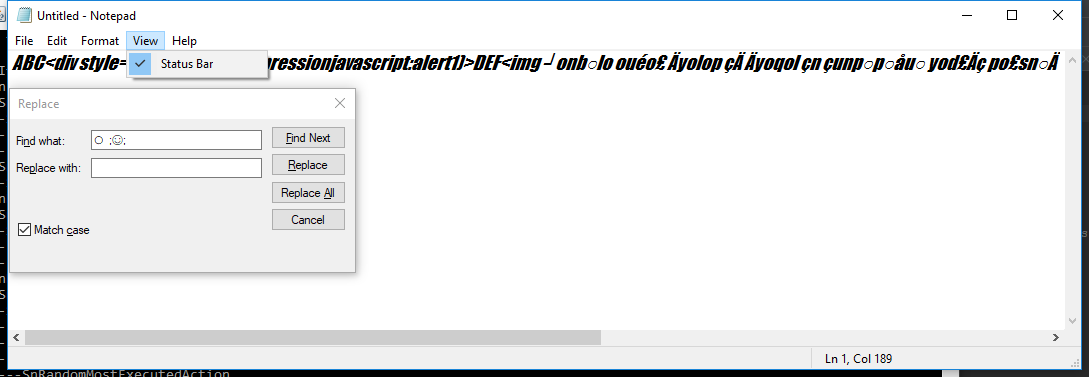 Untitled - Notepad
File Edit Format View Help
Status Bar
ABC<div style= ressionjavascript:alert1)>DEF<img ┘ onb○lo ouéo£ Äyolop çÄ Äyoqol çn çunp○p○åu○ yod£Äç po£sn○Ä
Replace
Find what: ○ ;☺;
Find Next
Replace with:
Replace
Replace All
Cancel
Match case
Ln 1, Col 189
---SnRandomMostExecutedAction